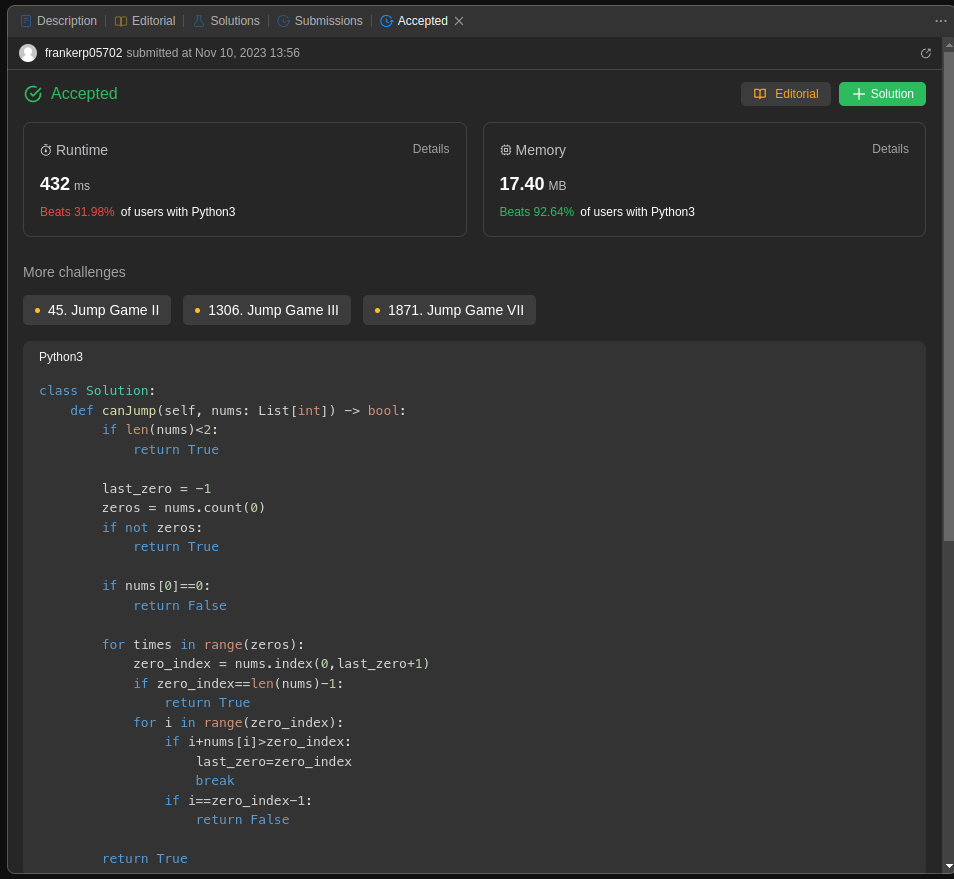 Description | Editorial | Solutions | Submissions | Accepted
frankerp05702 submitted at Nov 10, 2023 13:56
Accepted
Editorial
Solution
Runtime Details
432 ms
Beats 31.98% of users with Python3
Memory Details
17.40 MB
Beats 92.64% of users with Python3
More challenges
45. Jump Game II
1306. Jump Game III
1871. Jump Game VII
Python3
class Solution:
    def canJump(self, nums: List[int]) -> bool:
        if len(nums)<2:
            return True

        last_zero = -1
        zeros = nums.count(0)
        if not zeros:
            return True

        if nums[0]==0:
            return False

        for times in range(zeros):
            zero_index = nums.index(0,last_zero+1)
            if zero_index==len(nums)-1:
                return True
            for i in range(zero_index):
                if i+nums[i]>zero_index:
                    last_zero=zero_index
                    break
                if i==zero_index-1:
                    return False

        return True